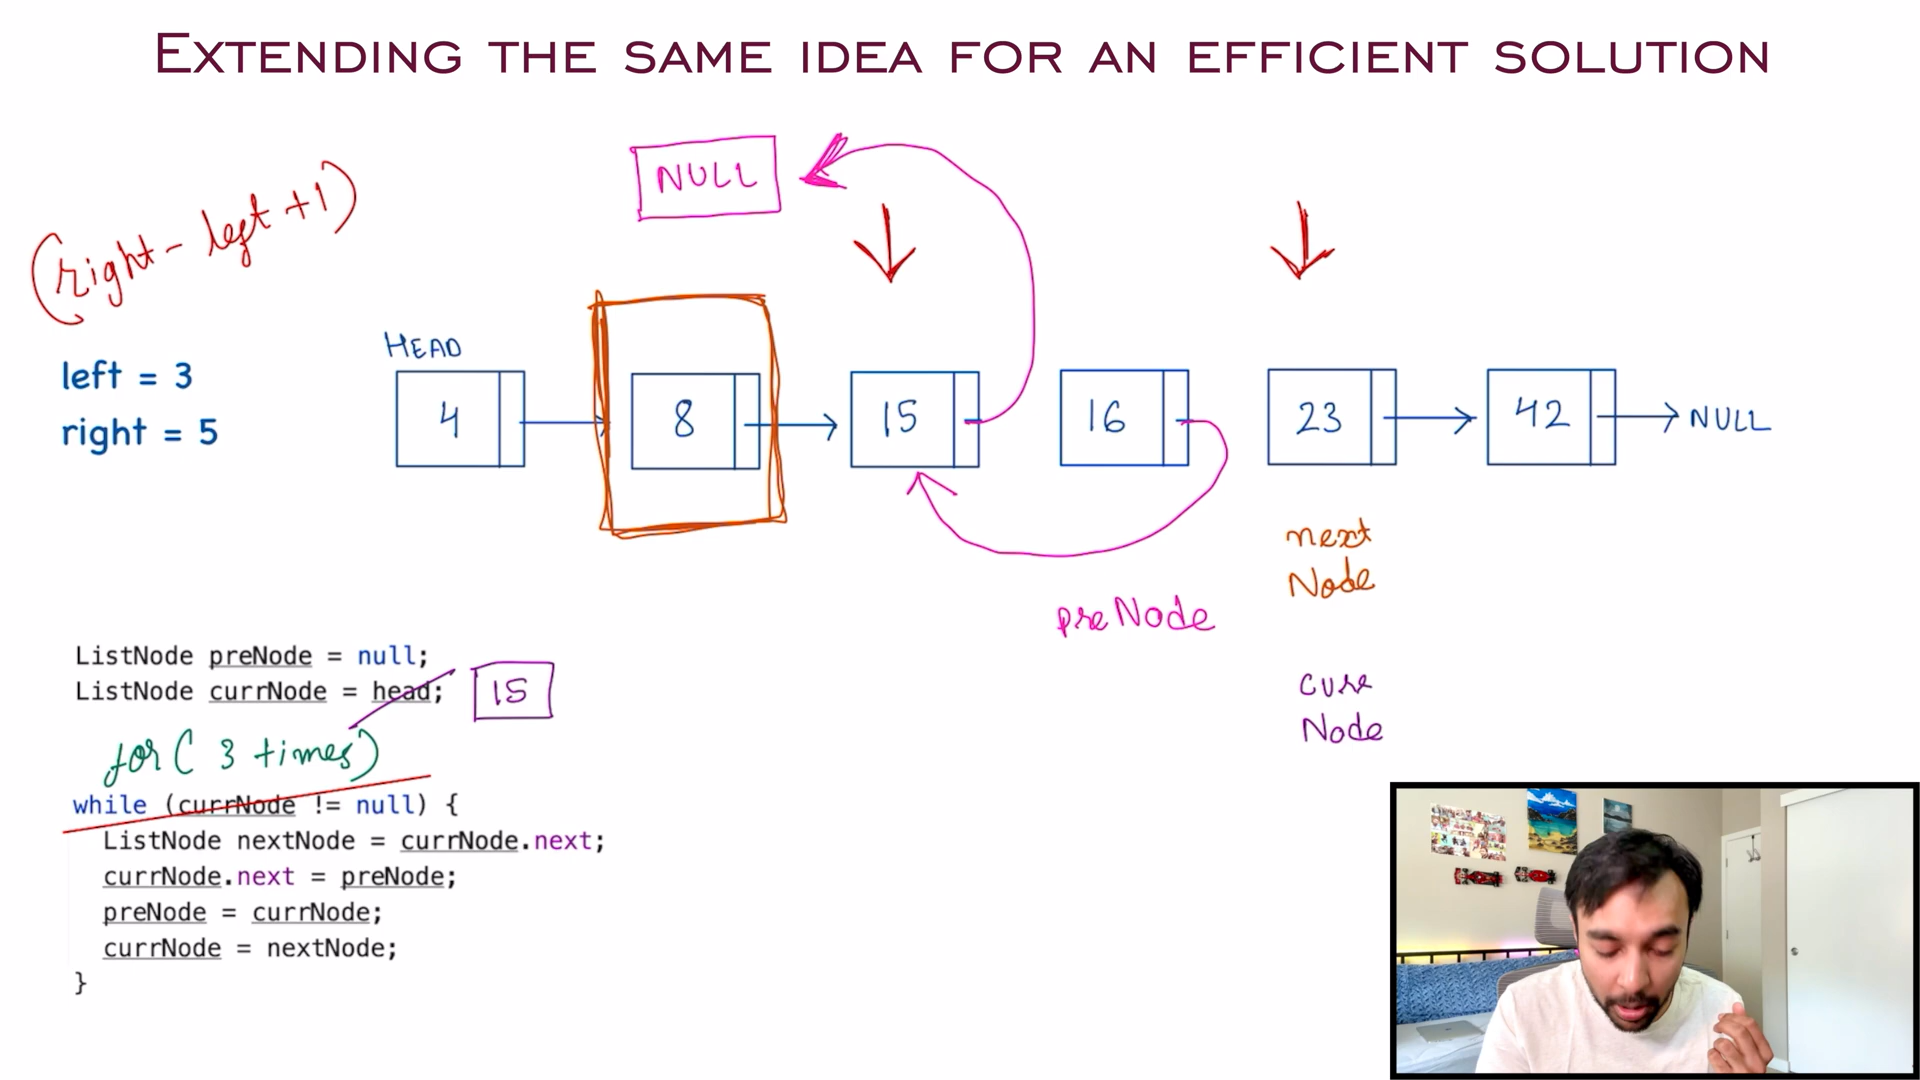 EXTENDING THE SAME IDEA FOR AN EFFICIENT SOLUTION
NULL
(right - left +1)
left = 3
right = 5
HEAD
4
8
15
16
23
42
NULL
next
Node
preNode
curr
Node
ListNode preNode = null;
ListNode currNode = head;
15
for( 3 times)
while (currNode != null) {
ListNode nextNode = currNode.next;
currNode.next = preNode;
preNode = currNode;
currNode = nextNode;
}